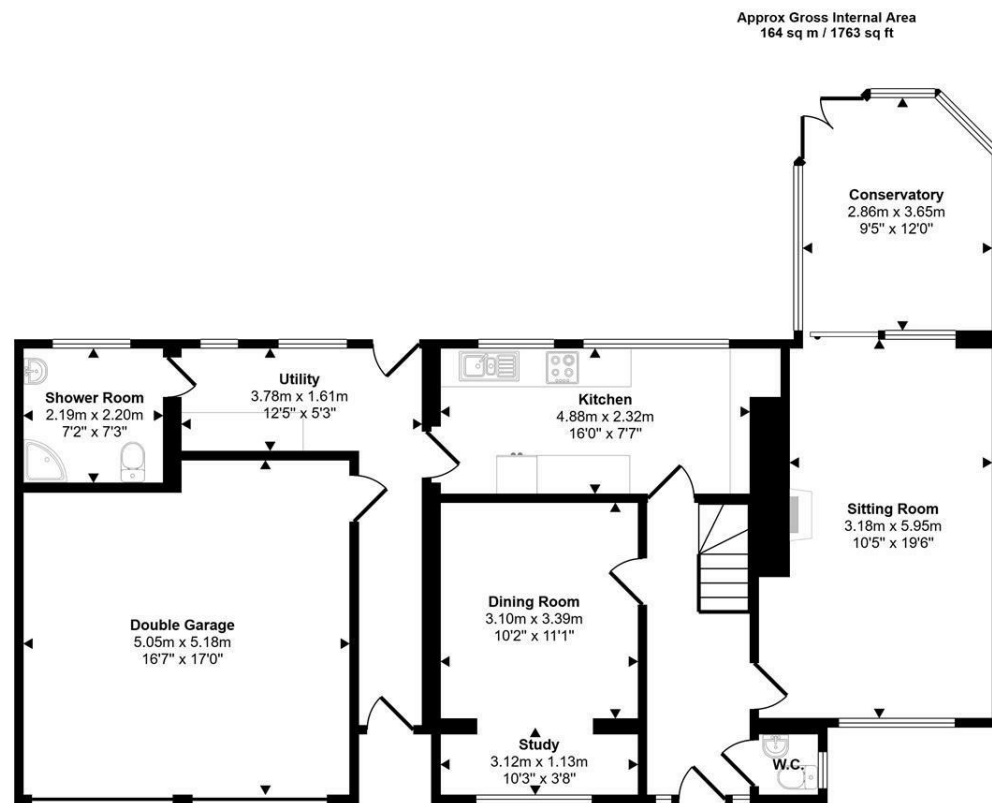 Approx Gross Internal Area
164 sq m / 1763 sq ft
Conservatory
2.86m x 3.65m
9'5" x 12'0"
Shower Room
2.19m x 2.20m
7'2" x 7'3"
Utility
3.78m x 1.61m
12'5" x 5'3"
Kitchen
4.88m x 2.32m
16'0" x 7'7"
Sitting Room
3.18m x 5.95m
10'5" x 19'6"
Double Garage
5.05m x 5.18m
16'7" x 17'0"
Dining Room
3.10m x 3.39m
10'2" x 11'1"
Study
3.12m x 1.13m
10'3" x 3'8"
W.C.